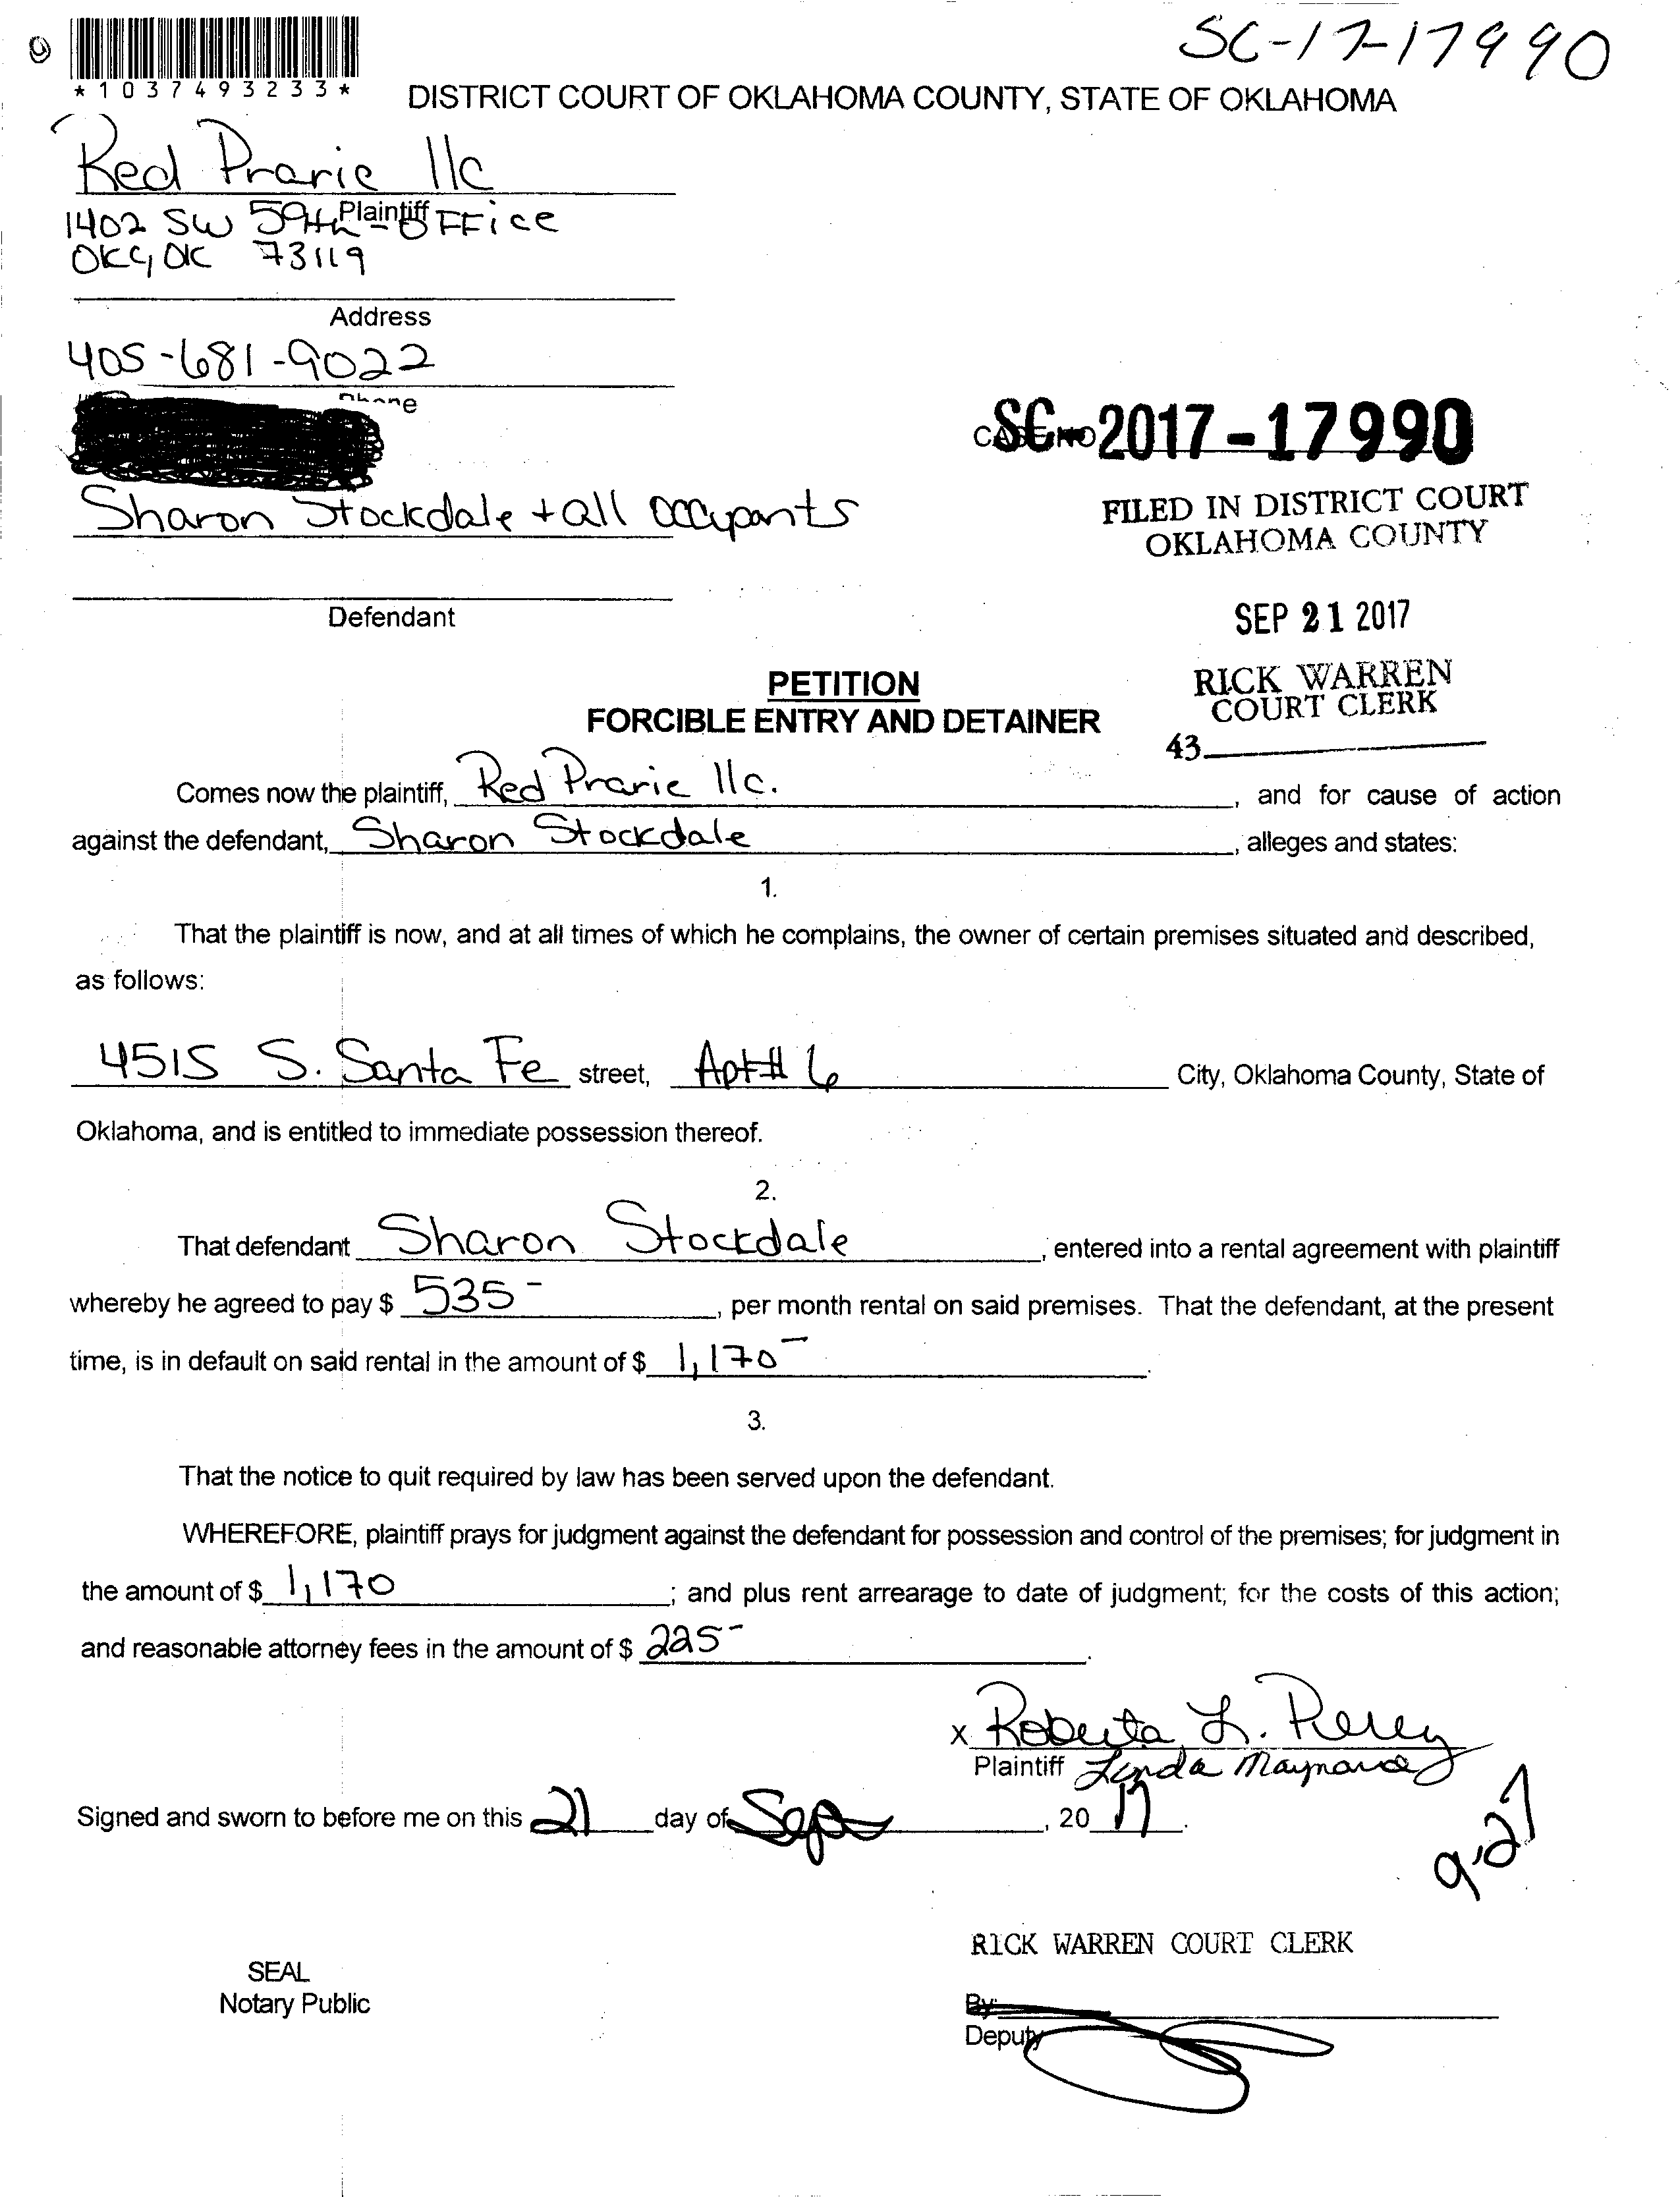 SC-17-17990
*1037493233*
DISTRICT COURT OF OKLAHOMA COUNTY, STATE OF OKLAHOMA
Red Prarie llc
Plaintiff
1402 SW 59th - Office
OKC, OK 73119
Address
405-681-9022
Phone
SC-2017-17990
Sharon Stockdale + all occupants
FILED IN DISTRICT COURT
OKLAHOMA COUNTY
Defendant
SEP 21 2017
PETITION
RICK WARREN
COURT CLERK
FORCIBLE ENTRY AND DETAINER
43
Comes now the plaintiff, Red Prarie llc. , and for cause of action
against the defendant, Sharon Stockdale , alleges and states:
1.
That the plaintiff is now, and at all times of which he complains, the owner of certain premises situated and described,
as follows:
4515 S. Santa Fe street, Apt# 6 City, Oklahoma County, State of
Oklahoma, and is entitled to immediate possession thereof.
2.
That defendant Sharon Stockdale , entered into a rental agreement with plaintiff
whereby he agreed to pay $ 535- , per month rental on said premises. That the defendant, at the present
time, is in default on said rental in the amount of $ 1,170- .
3.
That the notice to quit required by law has been served upon the defendant.
WHEREFORE, plaintiff prays for judgment against the defendant for possession and control of the premises; for judgment in
the amount of $ 1,170 ; and plus rent arrearage to date of judgment; for the costs of this action;
and reasonable attorney fees in the amount of $ 225- .
x Roberta L.
Plaintiff Linda Maynard
Signed and sworn to before me on this 21 day of Sept , 20 17 .
9-27
RICK WARREN COURT CLERK
SEAL
Notary Public
By:
Deputy